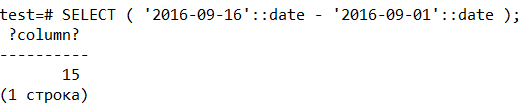 test=# SELECT ( '2016-09-16'::date - '2016-09-01'::date );
?column?
----------
15
(1 строка)